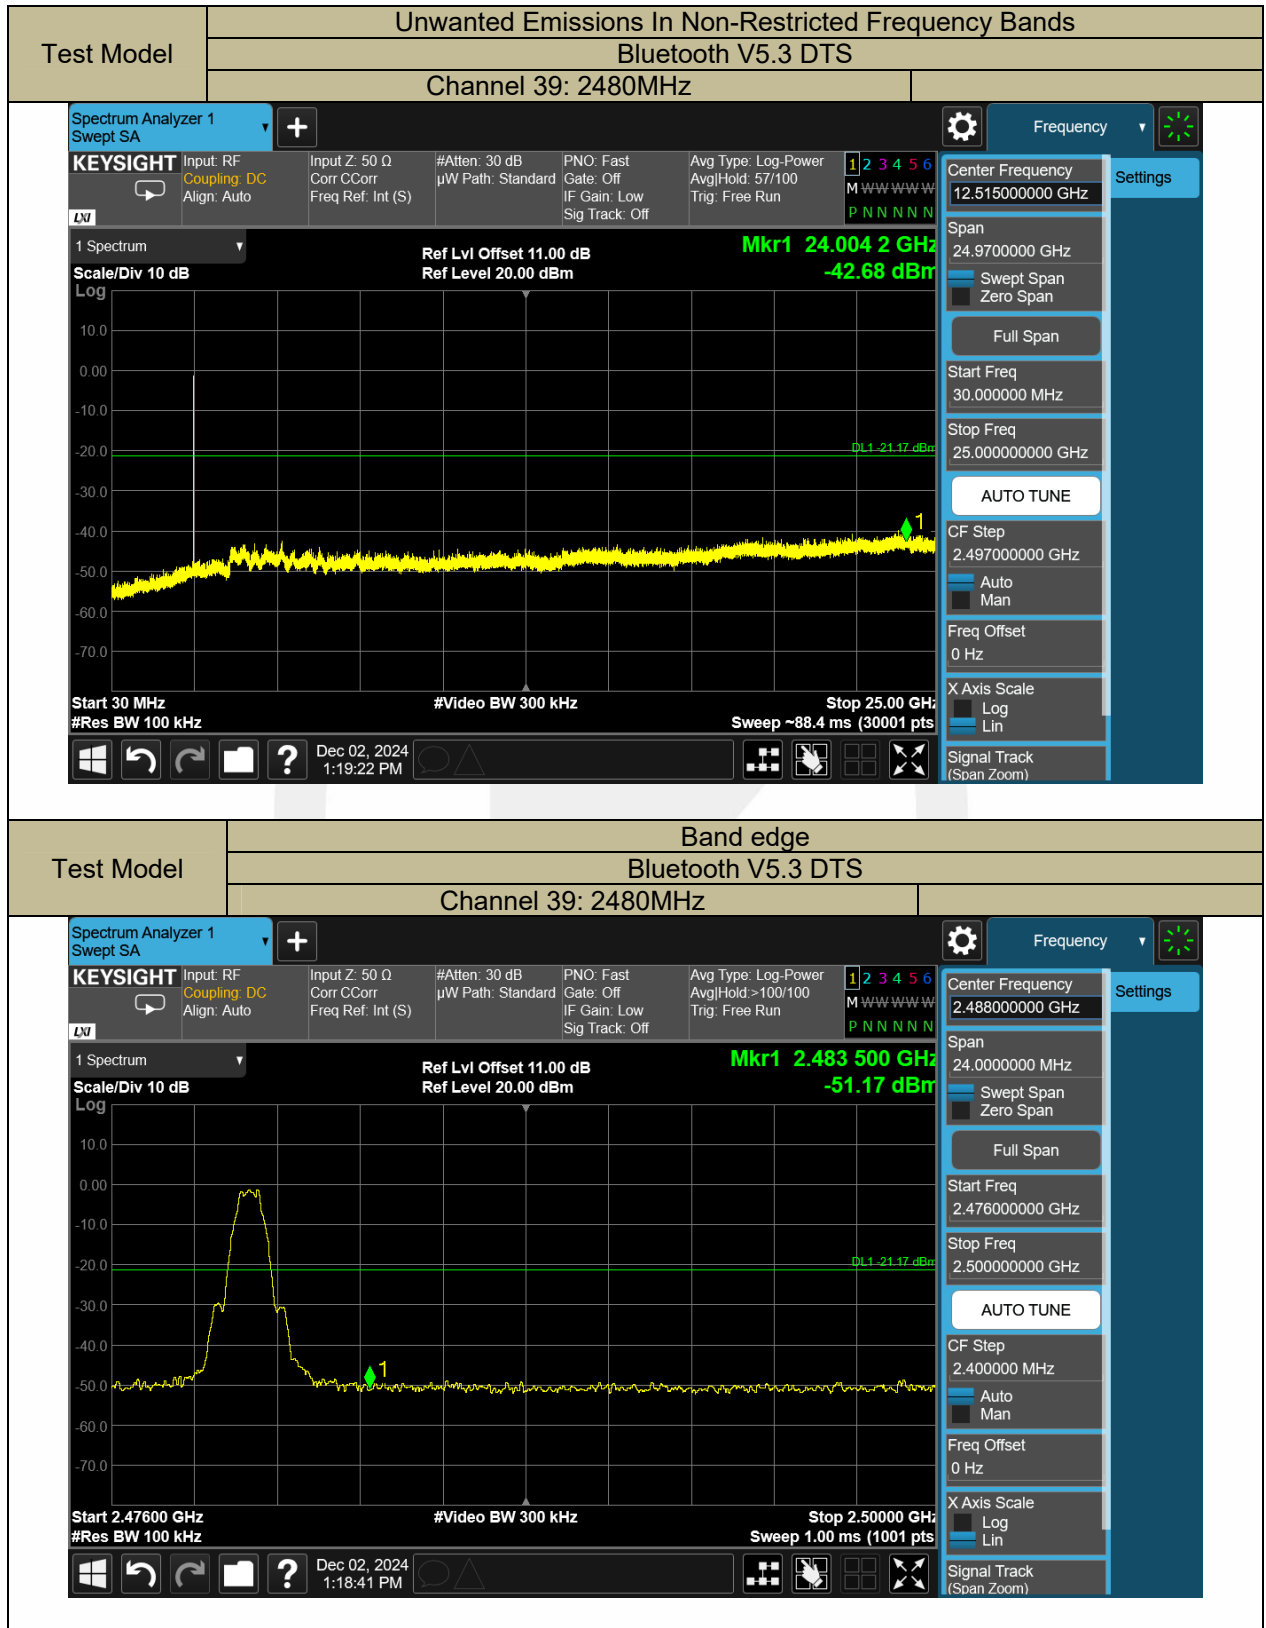 Test Model
Unwanted Emissions In Non-Restricted Frequency Bands
Bluetooth V5.3 DTS
Channel 39: 2480MHz
Spectrum Analyzer 1
Swept SA
Frequency
KEYSIGHT
LXI
Input: RF
Coupling: DC
Align: Auto
Input Z: 50 Ω
Corr CCorr
Freq Ref: Int (S)
#Atten: 30 dB
µW Path: Standard
PNO: Fast
Gate: Off
IF Gain: Low
Sig Track: Off
Avg Type: Log-Power
Avg|Hold: 57/100
Trig: Free Run
1 2 3 4 5 6
M W W W W W
P N N N N N
1 Spectrum
Scale/Div 10 dB
Log
Ref Lvl Offset 11.00 dB
Ref Level 20.00 dBm
Mkr1 24.004 2 GHz
-42.68 dBm
10.0
0.00
-10.0
-20.0
-30.0
-40.0
-50.0
-60.0
-70.0
DL1 -21.17 dBm
1
Start 30 MHz
#Res BW 100 kHz
#Video BW 300 kHz
Stop 25.00 GHz
Sweep ~88.4 ms (30001 pts
Dec 02, 2024
1:19:22 PM
Center Frequency
12.515000000 GHz
Settings
Span
24.9700000 GHz
Swept Span
Zero Span
Full Span
Start Freq
30.000000 MHz
Stop Freq
25.000000000 GHz
AUTO TUNE
CF Step
2.497000000 GHz
Auto
Man
Freq Offset
0 Hz
X Axis Scale
Log
Lin
Signal Track
(Span Zoom)
Test Model
Band edge
Bluetooth V5.3 DTS
Channel 39: 2480MHz
Spectrum Analyzer 1
Swept SA
Frequency
KEYSIGHT
LXI
Input: RF
Coupling: DC
Align: Auto
Input Z: 50 Ω
Corr CCorr
Freq Ref: Int (S)
#Atten: 30 dB
µW Path: Standard
PNO: Fast
Gate: Off
IF Gain: Low
Sig Track: Off
Avg Type: Log-Power
Avg|Hold:>100/100
Trig: Free Run
1 2 3 4 5 6
M W W W W W
P N N N N N
1 Spectrum
Scale/Div 10 dB
Log
Ref Lvl Offset 11.00 dB
Ref Level 20.00 dBm
Mkr1 2.483 500 GHz
-51.17 dBm
10.0
0.00
-10.0
-20.0
-30.0
-40.0
-50.0
-60.0
-70.0
DL1 -21.17 dBm
1
Start 2.47600 GHz
#Res BW 100 kHz
#Video BW 300 kHz
Stop 2.50000 GHz
Sweep 1.00 ms (1001 pts
Dec 02, 2024
1:18:41 PM
Center Frequency
2.488000000 GHz
Settings
Span
24.0000000 MHz
Swept Span
Zero Span
Full Span
Start Freq
2.476000000 GHz
Stop Freq
2.500000000 GHz
AUTO TUNE
CF Step
2.400000 MHz
Auto
Man
Freq Offset
0 Hz
X Axis Scale
Log
Lin
Signal Track
(Span Zoom)